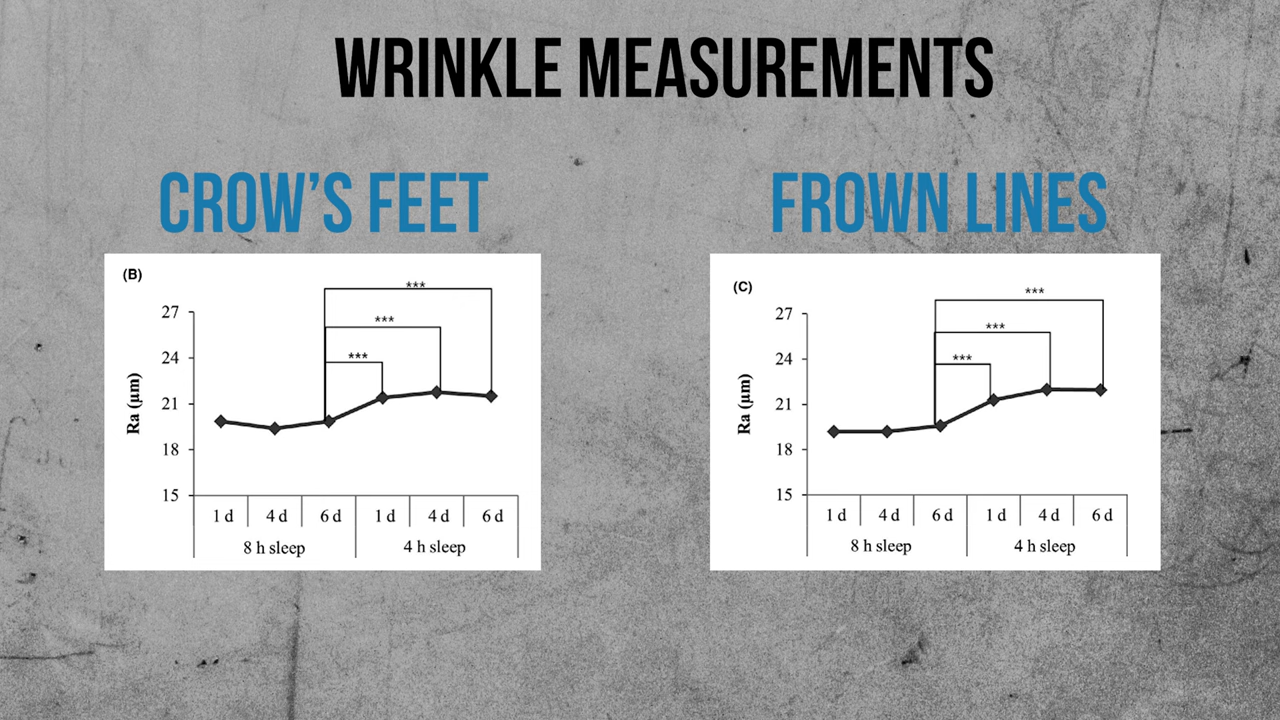 WRINKLE MEASUREMENTS
CROW'S FEET
(B)
***
***
***
27
24
21
18
15
Ra (µm)
1 d 4 d 6 d 1 d 4 d 6 d
8 h sleep 4 h sleep
FROWN LINES
(C)
***
***
***
27
24
21
18
15
Ra (µm)
1 d 4 d 6 d 1 d 4 d 6 d
8 h sleep 4 h sleep